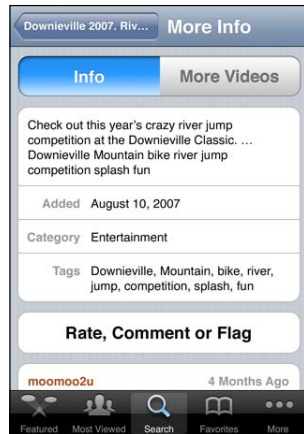 Downieville 2007. Riv... More Info
Info More Videos
Check out this year's crazy river jump
competition at the Downieville Classic. ...
Downieville Mountain bike river jump
competition splash fun
Added August 10, 2007
Category Entertainment
Tags Downieville, Mountain, bike, river,
jump, competition, splash, fun
Rate, Comment or Flag
moomoo2u 4 Months Ago
Featured Most Viewed Search Favorites More